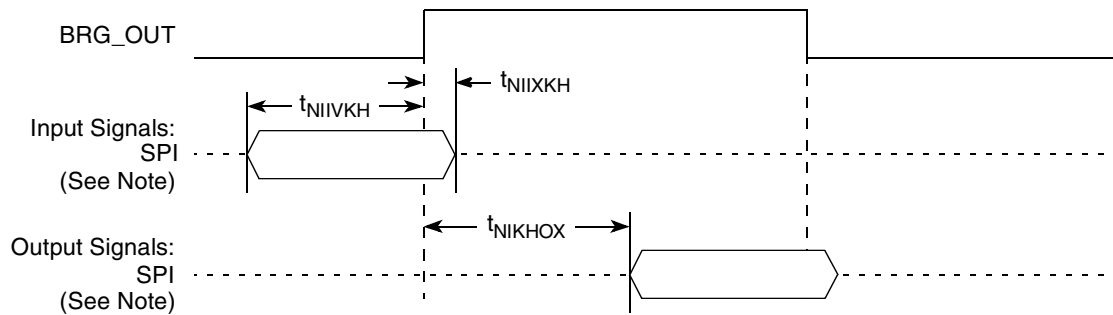 BRG_OUT
tNIIXKH
tNIIVKH
Input Signals:
SPI
(See Note)
tNIKHOX
Output Signals:
SPI
(See Note)